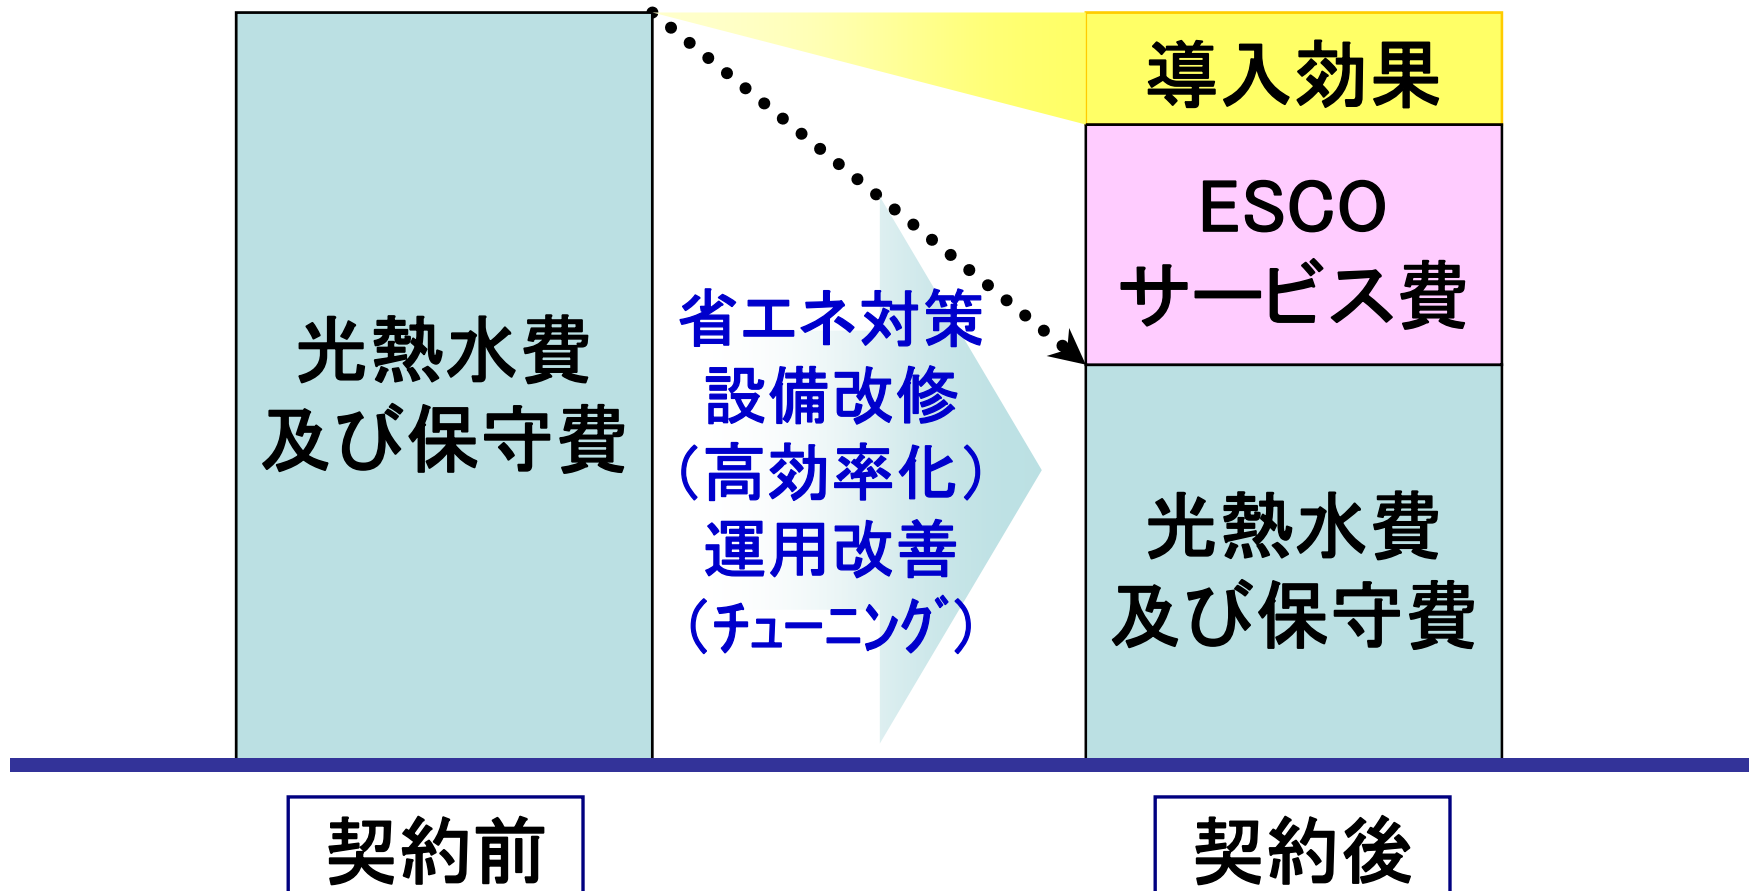 光熱水費
及び保守費
省エネ対策
設備改修
（高効率化）
運用改善
（ﾁｭｰﾆﾝｸﾞ）
導入効果
ESCO
サービス費
光熱水費
及び保守費
契約前
契約後